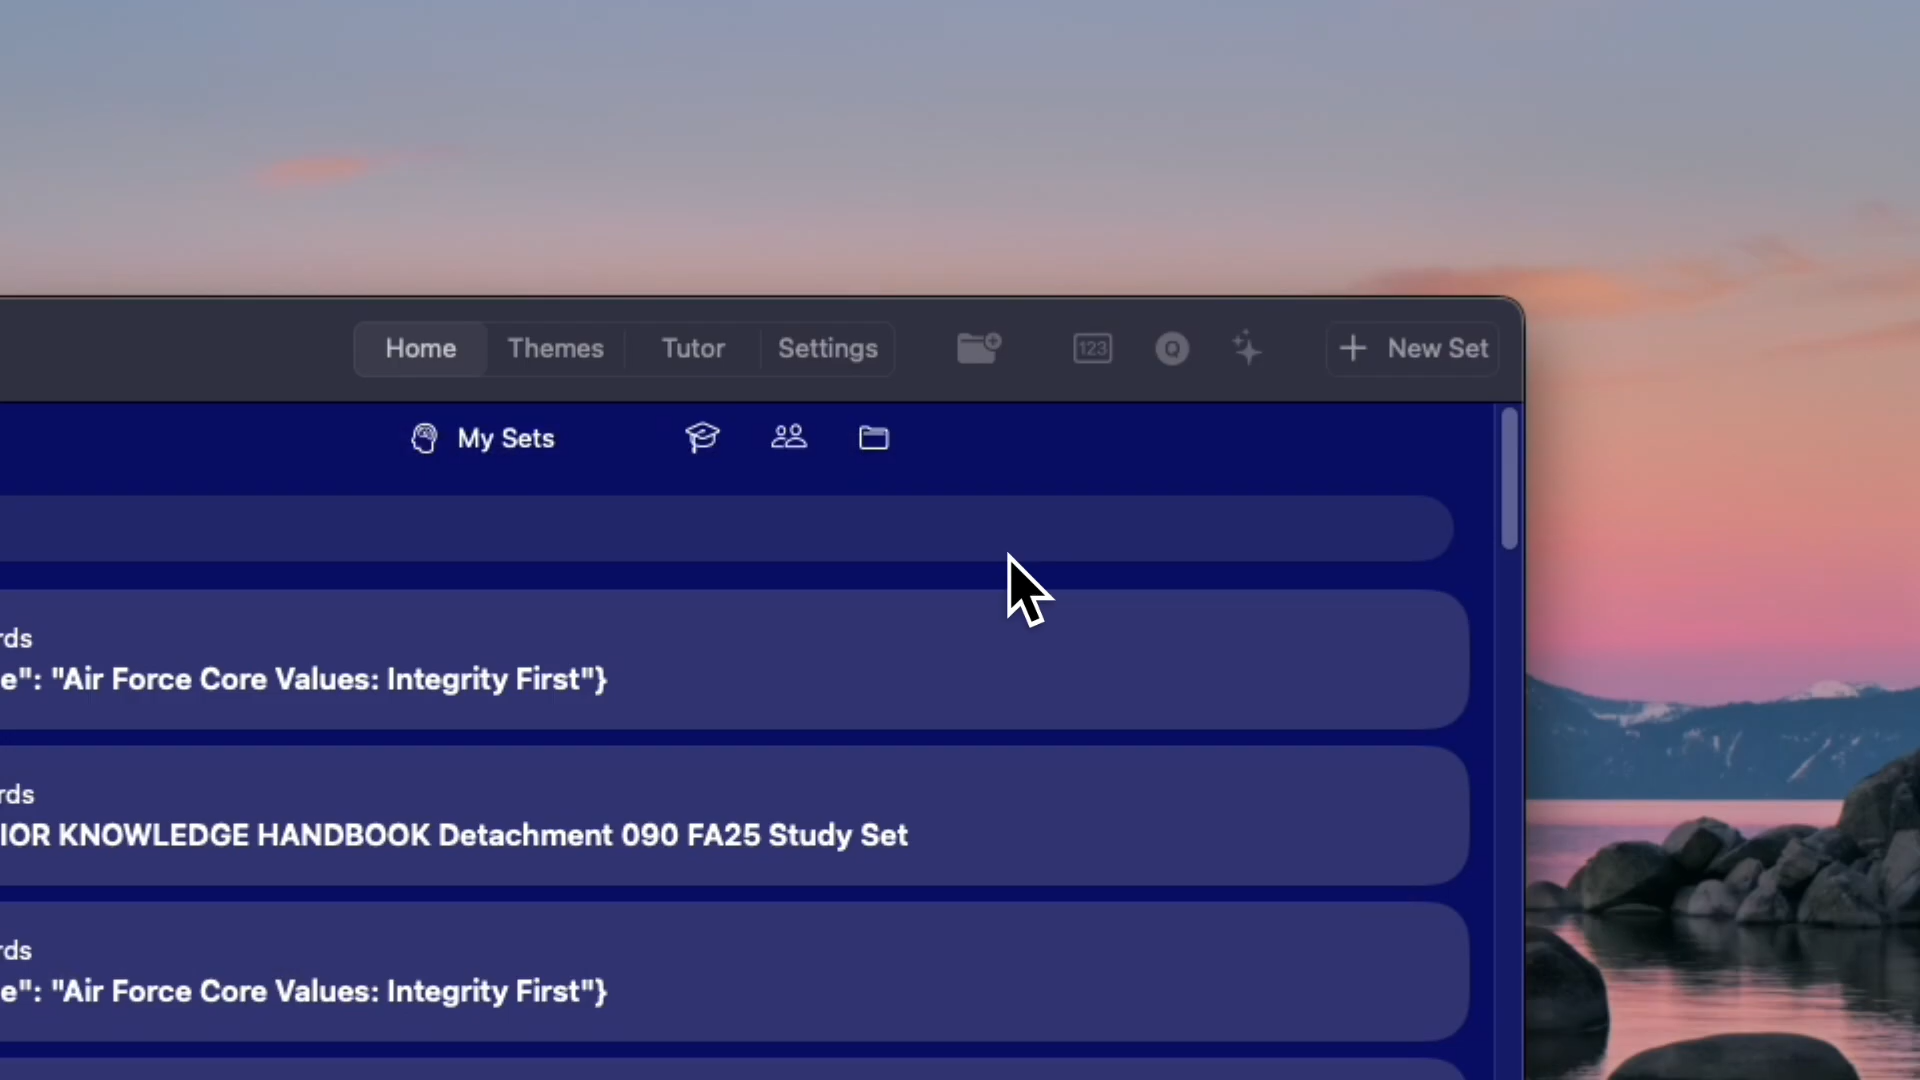 Home Themes Tutor Settings 123 Q + New Set
My Sets
rds
e": "Air Force Core Values: Integrity First"}
rds
IOR KNOWLEDGE HANDBOOK Detachment 090 FA25 Study Set
rds
e": "Air Force Core Values: Integrity First"}